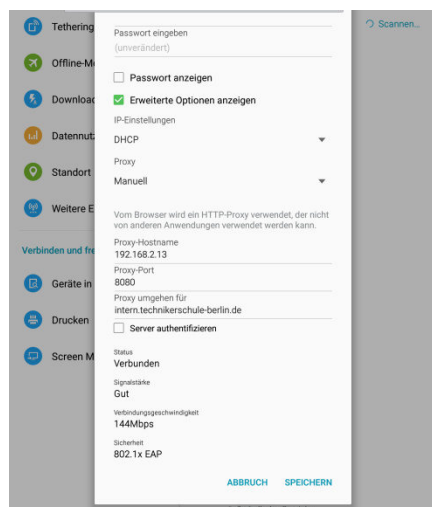 Tethering
Offline-Mo
Download
Datennutz
Standort
Weitere E
Verbinden und fre
Geräte in
Drucken
Screen M
Passwort eingeben
(unverändert)
Passwort anzeigen
Erweiterte Optionen anzeigen
IP-Einstellungen
DHCP
Proxy
Manuell
Vom Browser wird ein HTTP-Proxy verwendet, der nicht
von anderen Anwendungen verwendet werden kann.
Proxy-Hostname
192.168.2.13
Proxy-Port
8080
Proxy umgehen für
intern.technikerschule-berlin.de
Server authentifizieren
Status
Verbunden
Signalstärke
Gut
Verbindungsgeschwindigkeit
144Mbps
Sicherheit
802.1x EAP
ABBRUCH SPEICHERN
Scannen...